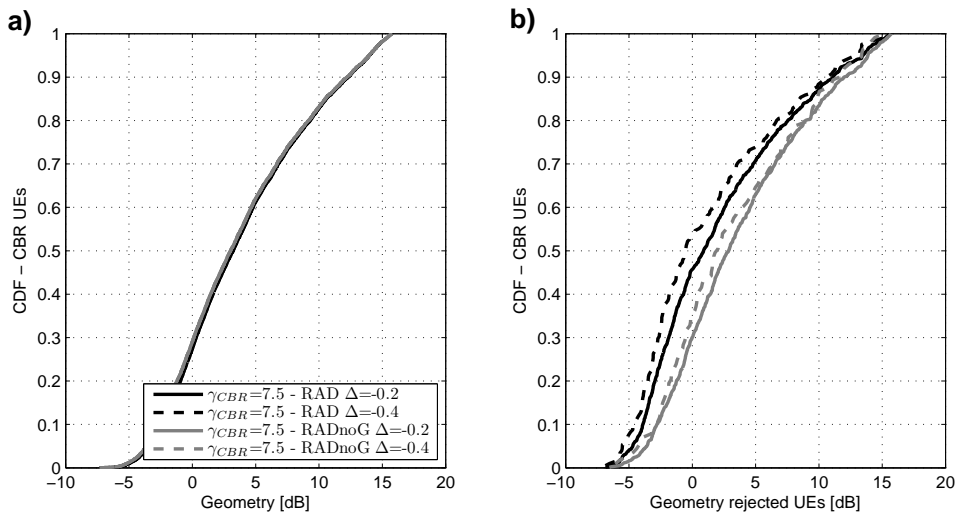 a)
1
0.9
0.8
0.7
0.6
0.5
0.4
0.3
0.2
0.1
0
CDF − CBR UEs
−10 −5 0 5 10 15 20
Geometry [dB]
γCBR=7.5 - RAD Δ=-0.2
γCBR=7.5 - RAD Δ=-0.4
γCBR=7.5 - RADnoG Δ=-0.2
γCBR=7.5 - RADnoG Δ=-0.4
b)
1
0.9
0.8
0.7
0.6
0.5
0.4
0.3
0.2
0.1
0
CDF − CBR UEs
−10 −5 0 5 10 15 20
Geometry rejected UEs [dB]